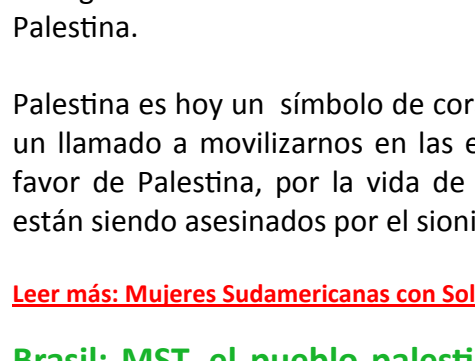 Palestina.
Palestina es hoy un símbolo de cor
un llamado a movilizarnos en las e
favor de Palestina, por la vida de
están siendo asesinados por el sioni
Leer más: Mujeres Sudamericanas con Sol
Brasil: MST, el pueblo palesti